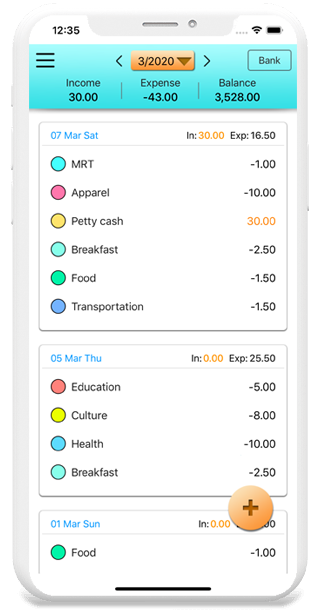 12:35
3/2020 Bank
Income Expense Balance
30.00 -43.00 3,528.00
07 Mar Sat In: 30.00 Exp: 16.50
MRT -1.00
Apparel -10.00
Petty cash 30.00
Breakfast -2.50
Food -1.50
Transportation -1.50
05 Mar Thu In: 0.00 Exp: 25.50
Education -5.00
Culture -8.00
Health -10.00
Breakfast -2.50
01 Mar Sun In: 0.00
Food -1.00